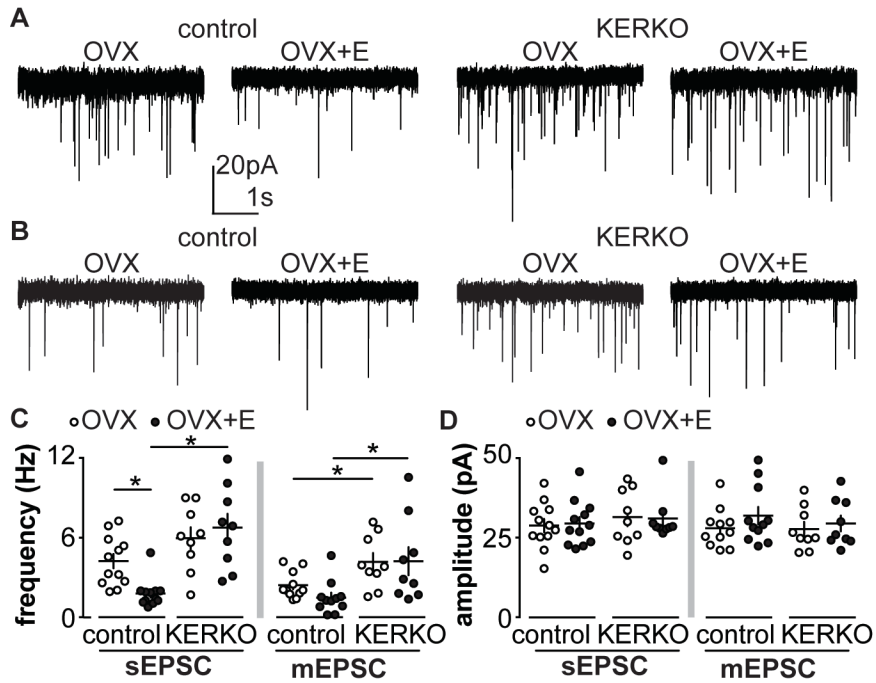 A
control
KERKO
OVX
OVX+E
OVX
OVX+E
20pA
1s
B
control
KERKO
OVX
OVX+E
OVX
OVX+E
C
OVX
OVX+E
frequency (Hz)
12
6
0
*
*
*
*
control
KERKO
control
KERKO
sEPSC
mEPSC
D
OVX
OVX+E
amplitude (pA)
50
25
0
control
KERKO
control
KERKO
sEPSC
mEPSC